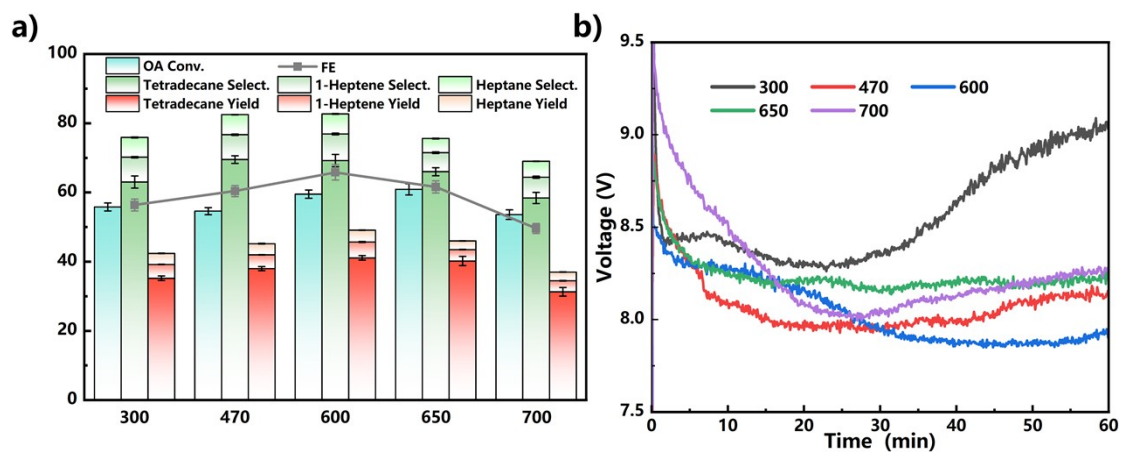 a)
100
80
60
40
20
0
OA Conv. FE
Tetradecane Select. 1-Heptene Select. Heptane Select.
Tetradecane Yield 1-Heptene Yield Heptane Yield
300 470 600 650 700
b)
9.5
9.0
8.5
8.0
7.5
Voltage (V)
300 470 600
650 700
0 10 20 30 40 50 60
Time (min)